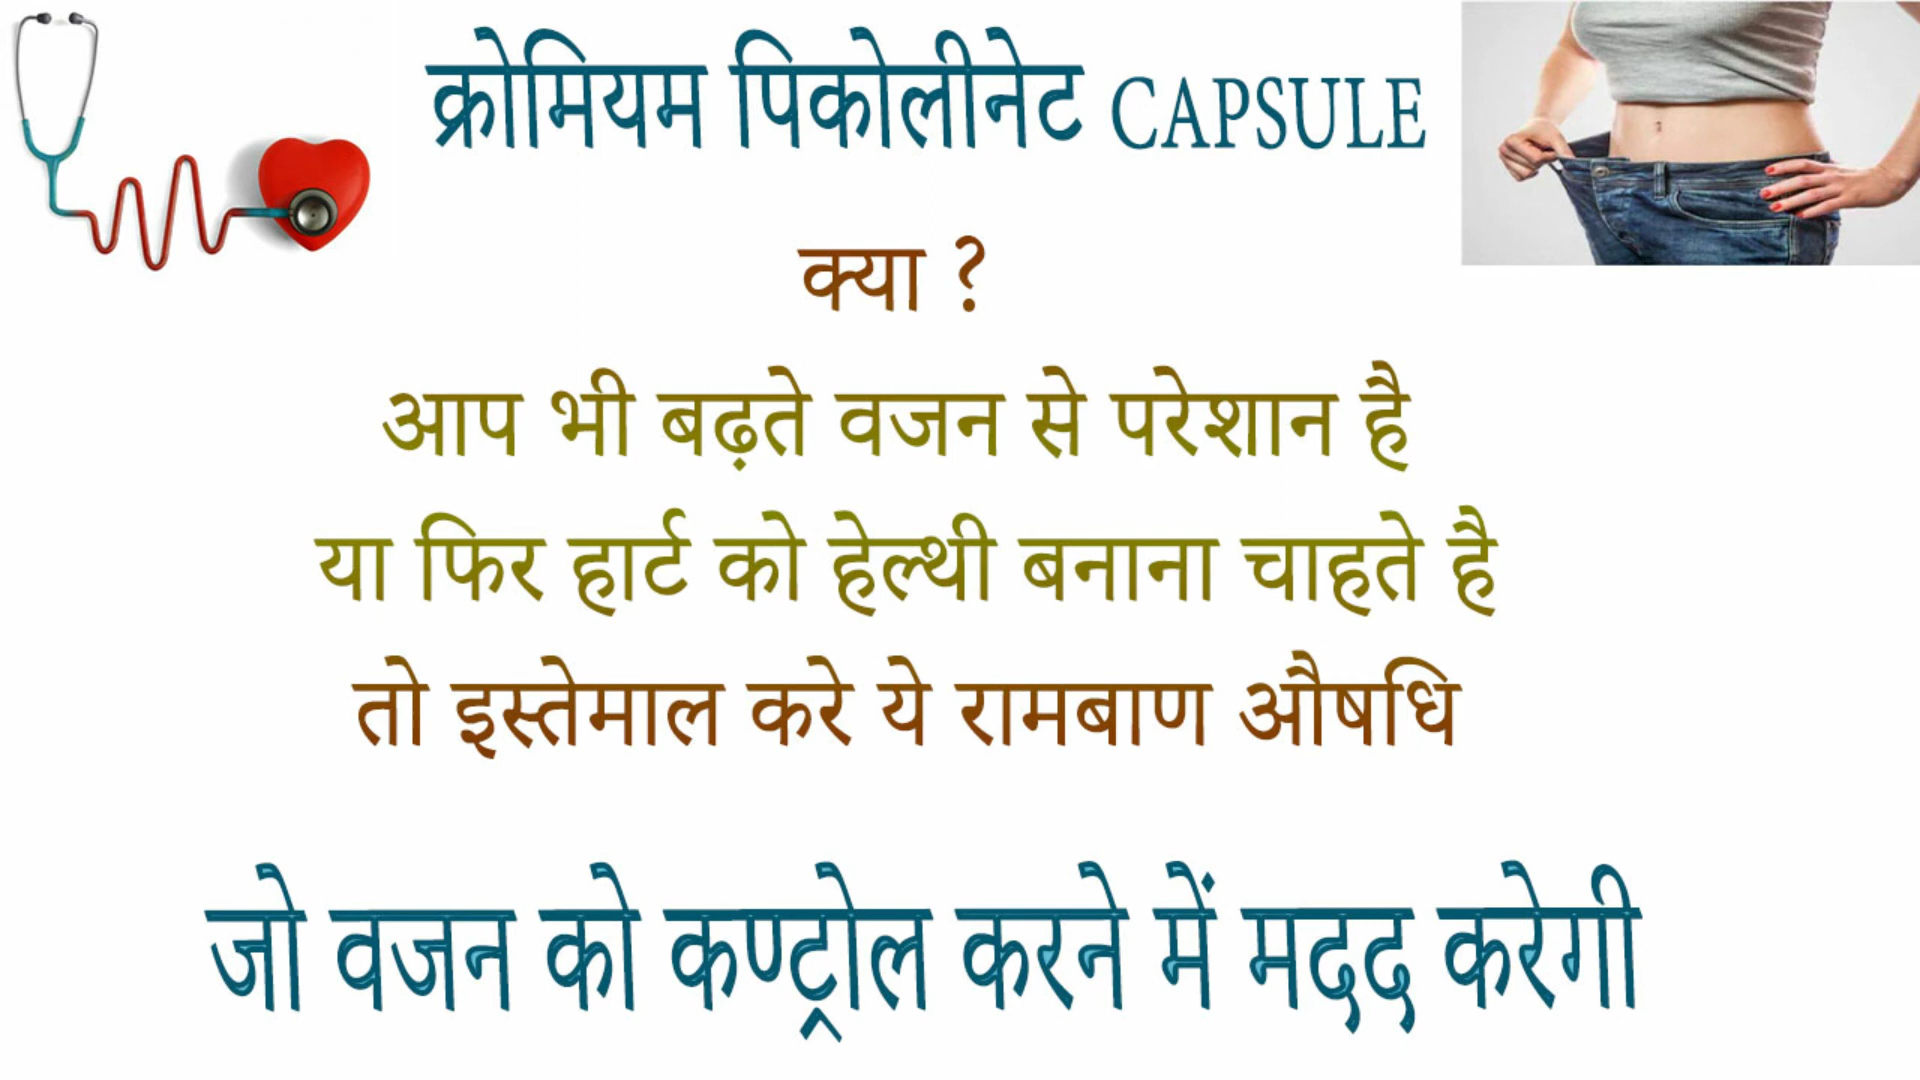 क्रोमियम पिकोलीनेट CAPSULE
क्या ?
आप भी बढ़ते वजन से परेशान है
या फिर हार्ट को हेल्थी बनाना चाहते है
तो इस्तेमाल करे ये रामबाण औषधि
जो वजन को कण्ट्रोल करने में मदद करेगी